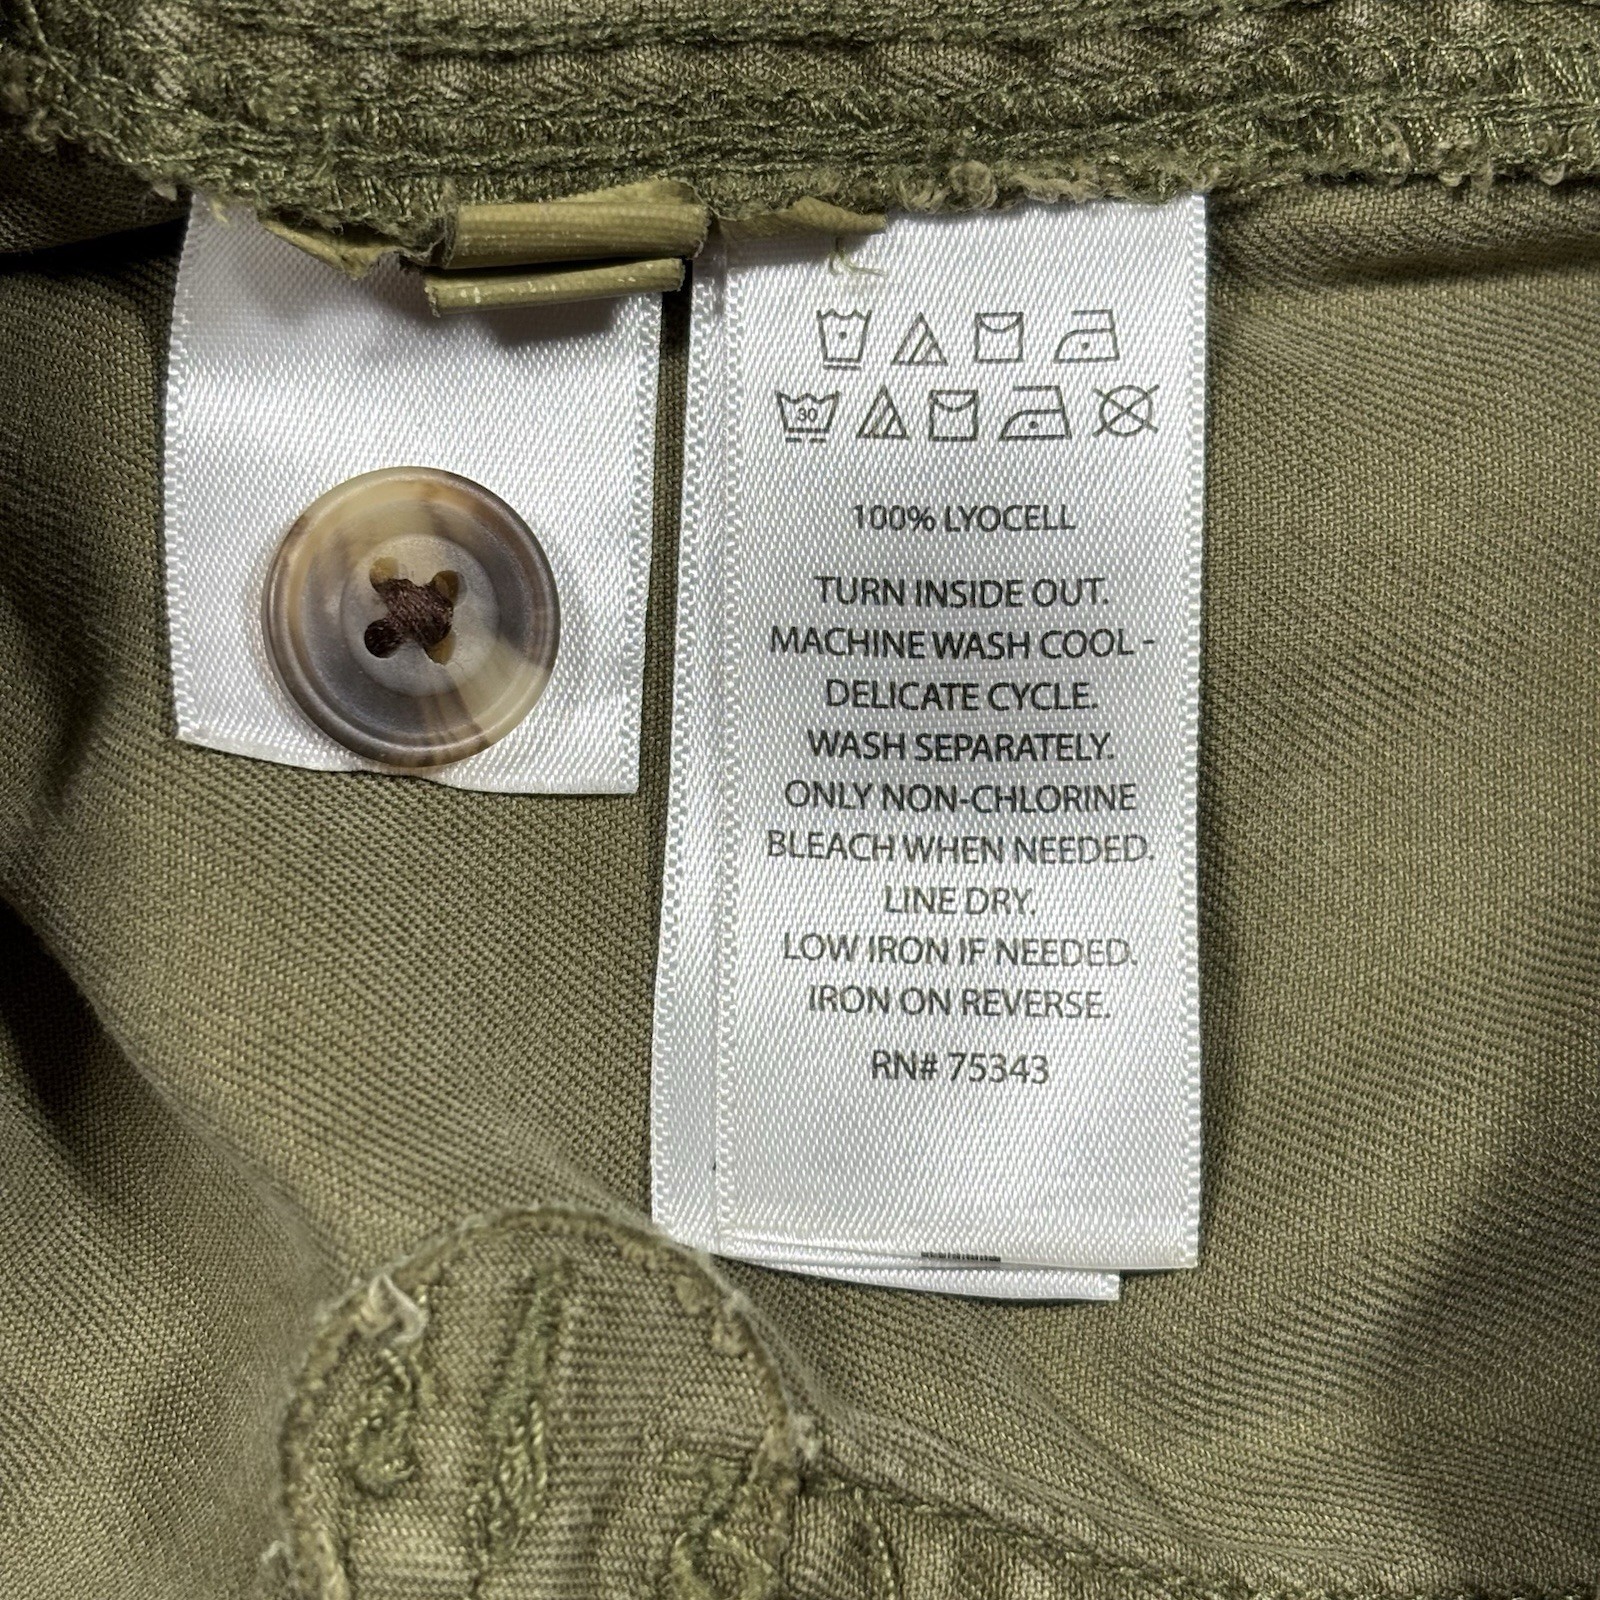 30
100% LYOCELL
TURN INSIDE OUT.
MACHINE WASH COOL -
DELICATE CYCLE.
WASH SEPARATELY.
ONLY NON-CHLORINE
BLEACH WHEN NEEDED.
LINE DRY.
LOW IRON IF NEEDED.
IRON ON REVERSE.
RN# 75343